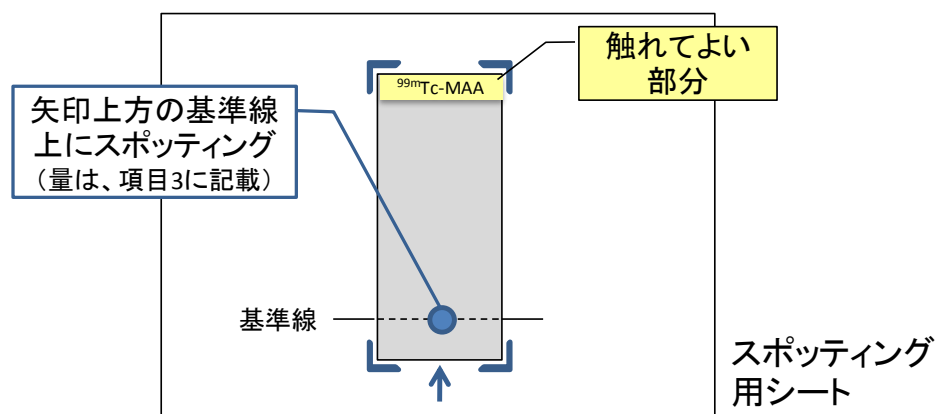 触れてよい
部分
⁹⁹ᵐTc-MAA
矢印上方の基準線
上にスポッティング
（量は、項目3に記載）
基準線
スポッティング
用シート